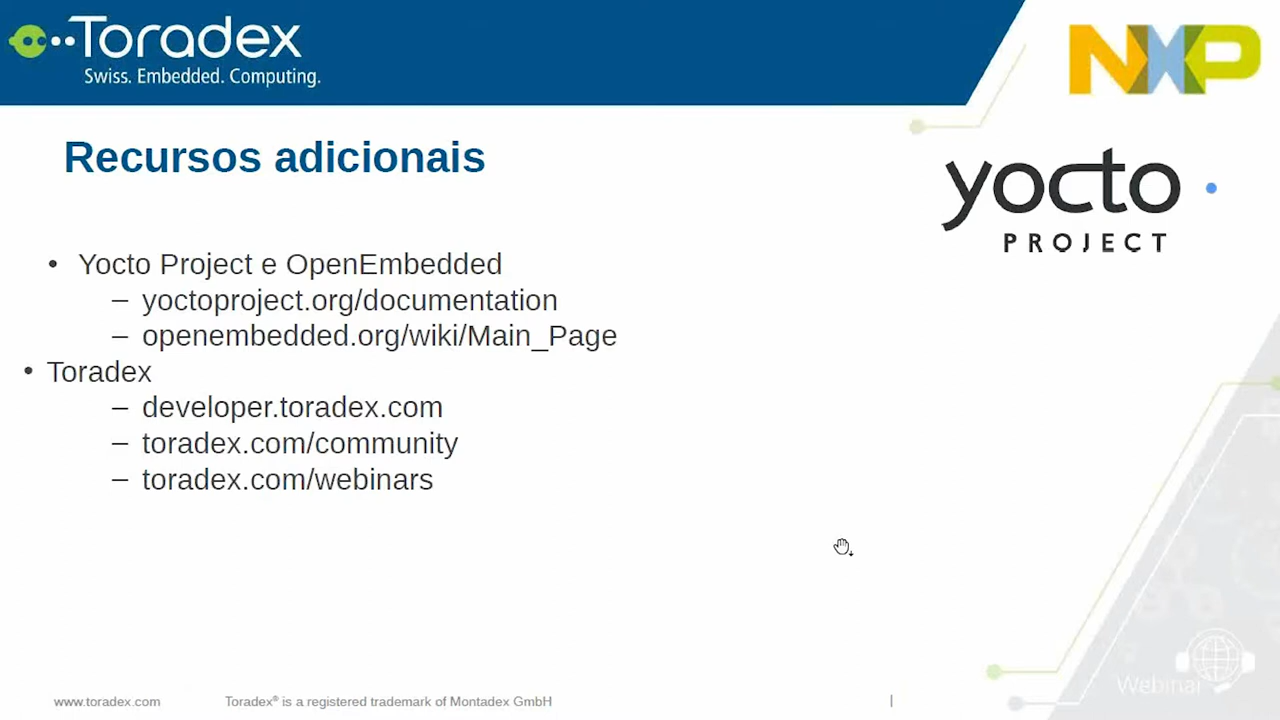 Toradex
Swiss. Embedded. Computing.
NXP
Recursos adicionais
yocto
PROJECT
• Yocto Project e OpenEmbedded
– yoctoproject.org/documentation
– openembedded.org/wiki/Main_Page
• Toradex
– developer.toradex.com
– toradex.com/community
– toradex.com/webinars
Webinar
www.toradex.com
Toradex® is a registered trademark of Montadex GmbH
|